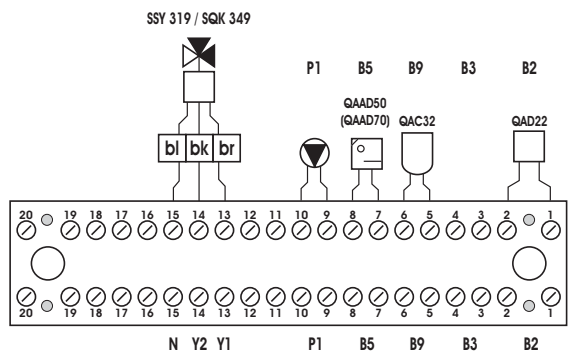 SSY 319 / SQK 349
P1 B5 B9 B3 B2
QAAD50
(QAAD70) QAC32 QAD22
bl bk br
20 19 18 17 16 15 14 13 12 11 10 9 8 7 6 5 4 3 2 1
20 19 18 17 16 15 14 13 12 11 10 9 8 7 6 5 4 3 2 1
N Y2 Y1 P1 B5 B9 B3 B2